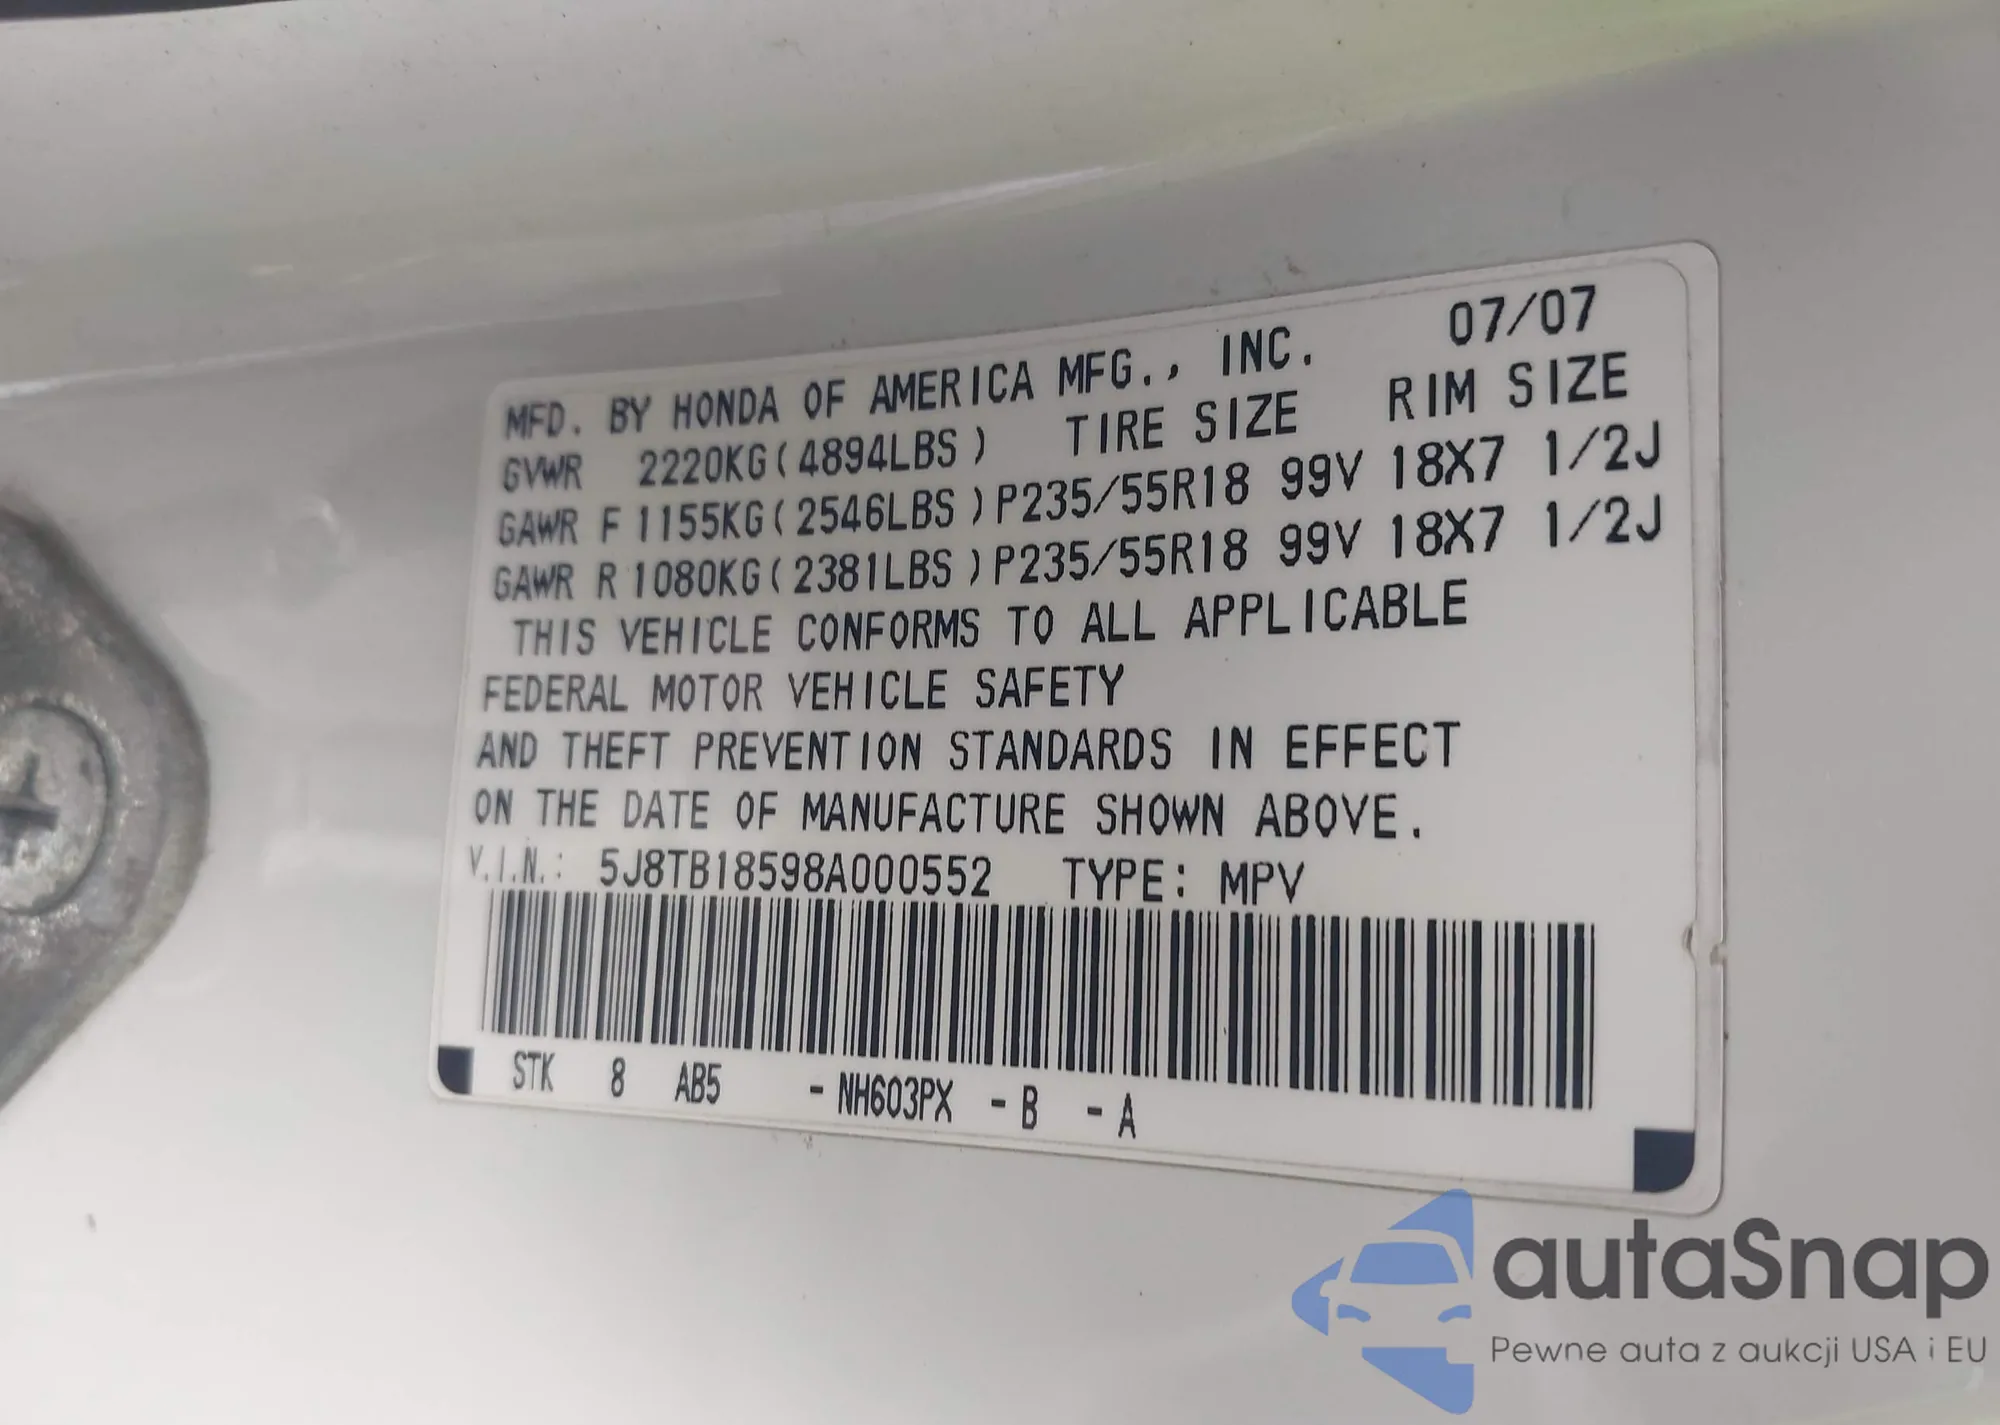 MFD. BY HONDA OF AMERICA MFG., INC. 07/07
GVWR 2220KG(4894LBS) TIRE SIZE RIM SIZE
GAWR F 1155KG(2546LBS)P235/55R18 99V 18X7 1/2J
GAWR R 1080KG(2381LBS)P235/55R18 99V 18X7 1/2J
THIS VEHICLE CONFORMS TO ALL APPLICABLE
FEDERAL MOTOR VEHICLE SAFETY
AND THEFT PREVENTION STANDARDS IN EFFECT
ON THE DATE OF MANUFACTURE SHOWN ABOVE.
V.I.N.: 5J8TB18598A000552 TYPE: MPV
STK 8 AB5 -NH603PX -B -A
autaSnap
Pewne auta z aukcji USA i EU